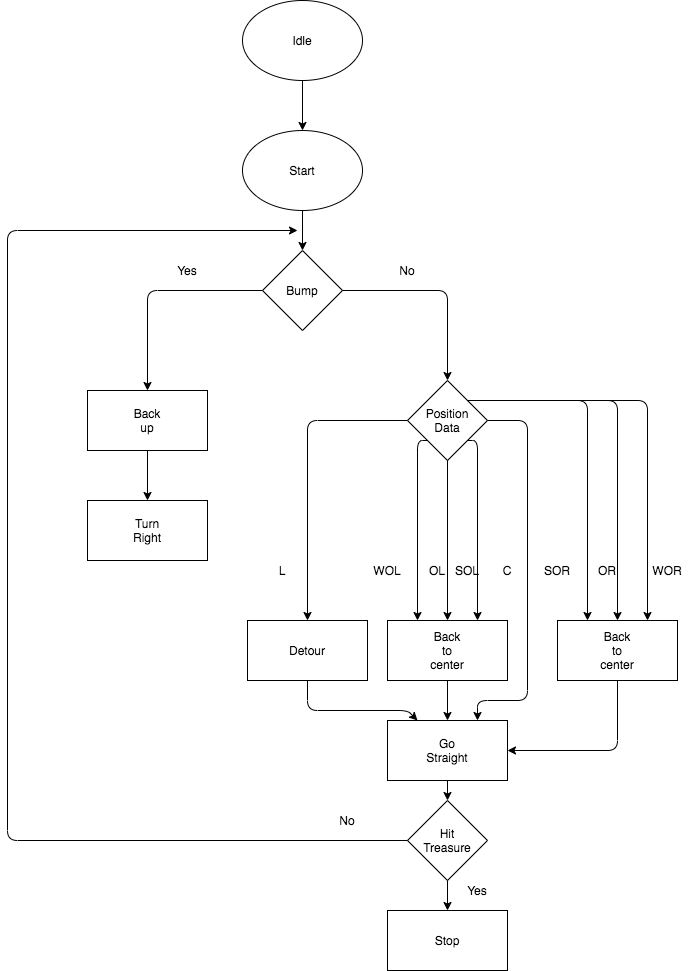 Idle
Start
Bump
Yes
No
Back
up
Turn
Right
Position
Data
L
WOL
OL
SOL
C
SOR
OR
WOR
Detour
Back
to
center
Back
to
center
Go
Straight
No
Hit
Treasure
Yes
Stop